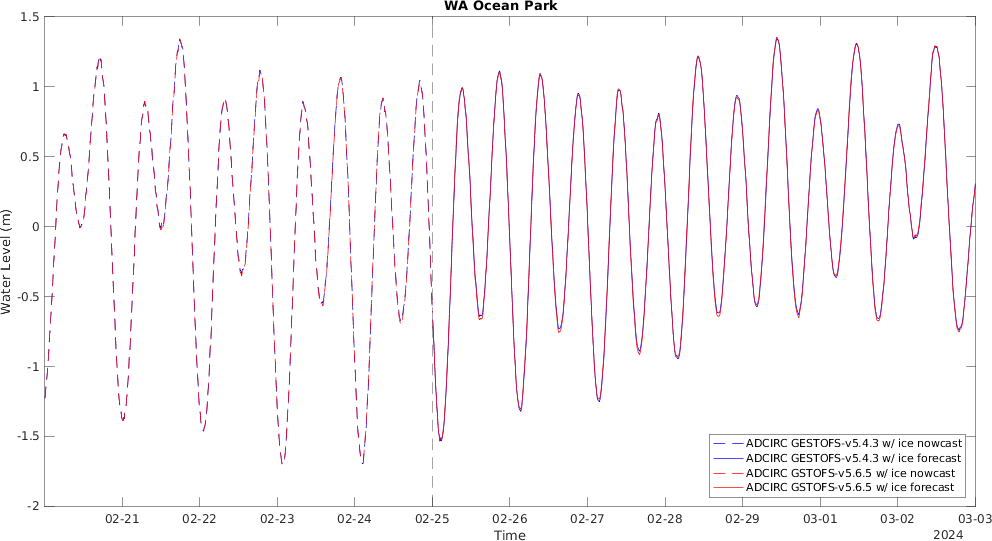 WA Ocean Park
1.5
1
0.5
0
-0.5
-1
-1.5
-2
Water Level (m)
02-21 02-22 02-23 02-24 02-25 02-26 02-27 02-28 02-29 03-01 03-02 03-03
Time
2024
ADCIRC GESTOFS-v5.4.3 w/ ice nowcast
ADCIRC GESTOFS-v5.4.3 w/ ice forecast
ADCIRC GSTOFS-v5.6.5 w/ ice nowcast
ADCIRC GSTOFS-v5.6.5 w/ ice forecast